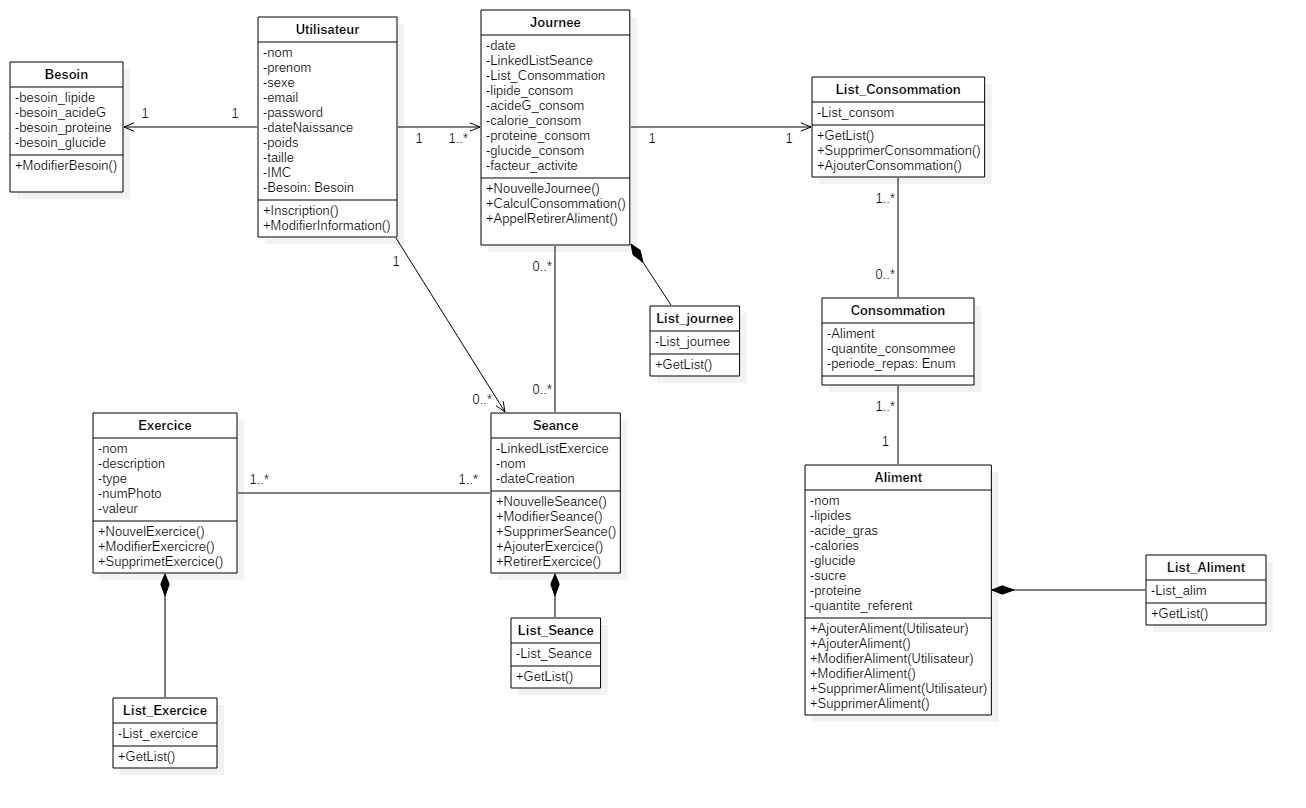 Besoin
-besoin_lipide
-besoin_acideG
-besoin_proteine
-besoin_glucide
+ModifierBesoin()
1
1
Utilisateur
-nom
-prenom
-sexe
-email
-password
-dateNaissance
-poids
-taille
-IMC
-Besoin: Besoin
+Inscription()
+ModifierInformation()
1
1..*
Journee
-date
-LinkedListSeance
-List_Consommation
-lipide_consom
-acideG_consom
-calorie_consom
-proteine_consom
-glucide_consom
-facteur_activite
+NouvelleJournee()
+CalculConsommation()
+AppelRetirerAliment()
1
1
List_Consommation
-List_consom
+GetList()
+SupprimerConsommation()
+AjouterConsommation()
1..*
0..*
Consommation
-Aliment
-quantite_consommee
-periode_repas: Enum
1..*
1
1
0..*
0..*
0..*
List_journee
-List_journee
+GetList()
Exercice
-nom
-description
-type
-numPhoto
-valeur
+NouvelExercice()
+ModifierExercicre()
+SupprimetExercice()
1..*
1..*
Seance
-LinkedListExercice
-nom
-dateCreation
+NouvelleSeance()
+ModifierSeance()
+SupprimerSeance()
+AjouterExercice()
+RetirerExercice()
Aliment
-nom
-lipides
-acide_gras
-calories
-glucide
-sucre
-proteine
-quantite_referent
+AjouterAliment(Utilisateur)
+AjouterAliment()
+ModifierAliment(Utilisateur)
+ModifierAliment()
+SupprimerAliment(Utilisateur)
+SupprimerAliment()
List_Aliment
-List_alim
+GetList()
List_Seance
-List_Seance
+GetList()
List_Exercice
-List_exercice
+GetList()